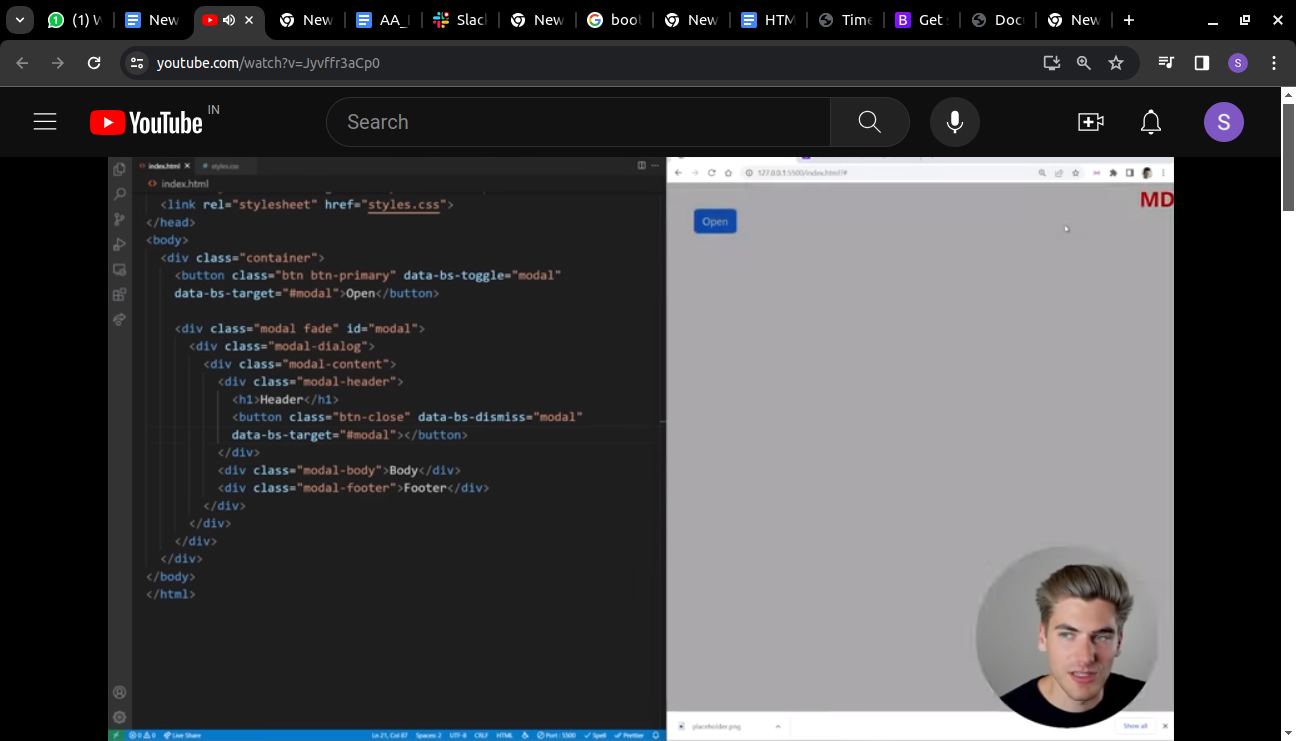 (1) W
New
New
AA_I
Slac
New
boo
New
HTM
Time
Get
Doc
New
youtube.com/watch?v=Jyvffr3aCp0
YouTube IN
Search
S
index.html
styles.css
index.html
<link rel="stylesheet" href="styles.css">
</head>
<body>
<div class="container">
<button class="btn btn-primary" data-bs-toggle="modal"
data-bs-target="#modal">Open</button>
<div class="modal fade" id="modal">
<div class="modal-dialog">
<div class="modal-content">
<div class="modal-header">
<h1>Header</h1>
<button class="btn-close" data-bs-dismiss="modal"
data-bs-target="#modal"></button>
</div>
<div class="modal-body">Body</div>
<div class="modal-footer">Footer</div>
</div>
</div>
</div>
</div>
</body>
</html>
0 0 Live Share
Ln 21, Col 87 Spaces: 2 UTF-8 CRLF HTML Port : 5500 Spell Prettier
127.0.0.1:5500/index.html?#
MD
Open
placeholder.png
Show all